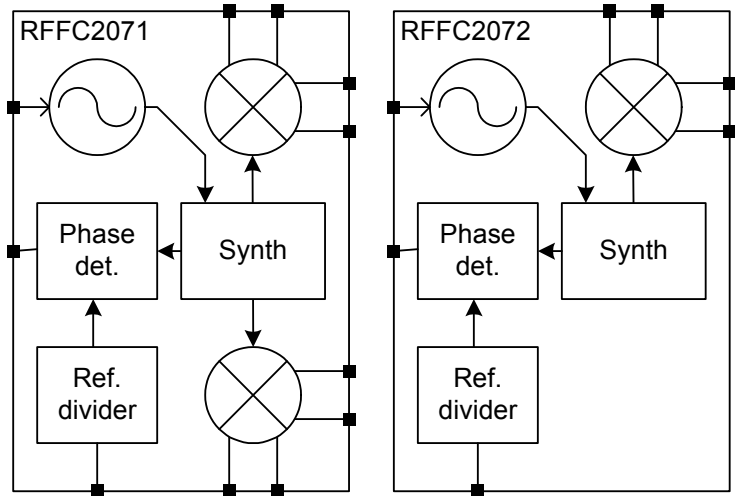 RFFC2071
Phase
det.
Synth
Ref.
divider
RFFC2072
Phase
det.
Synth
Ref.
divider